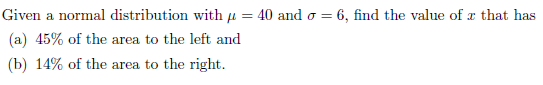 Given a normal distribution with μ = 40 and σ = 6, find the value of x that has
(a) 45% of the area to the left and
(b) 14% of the area to the right.